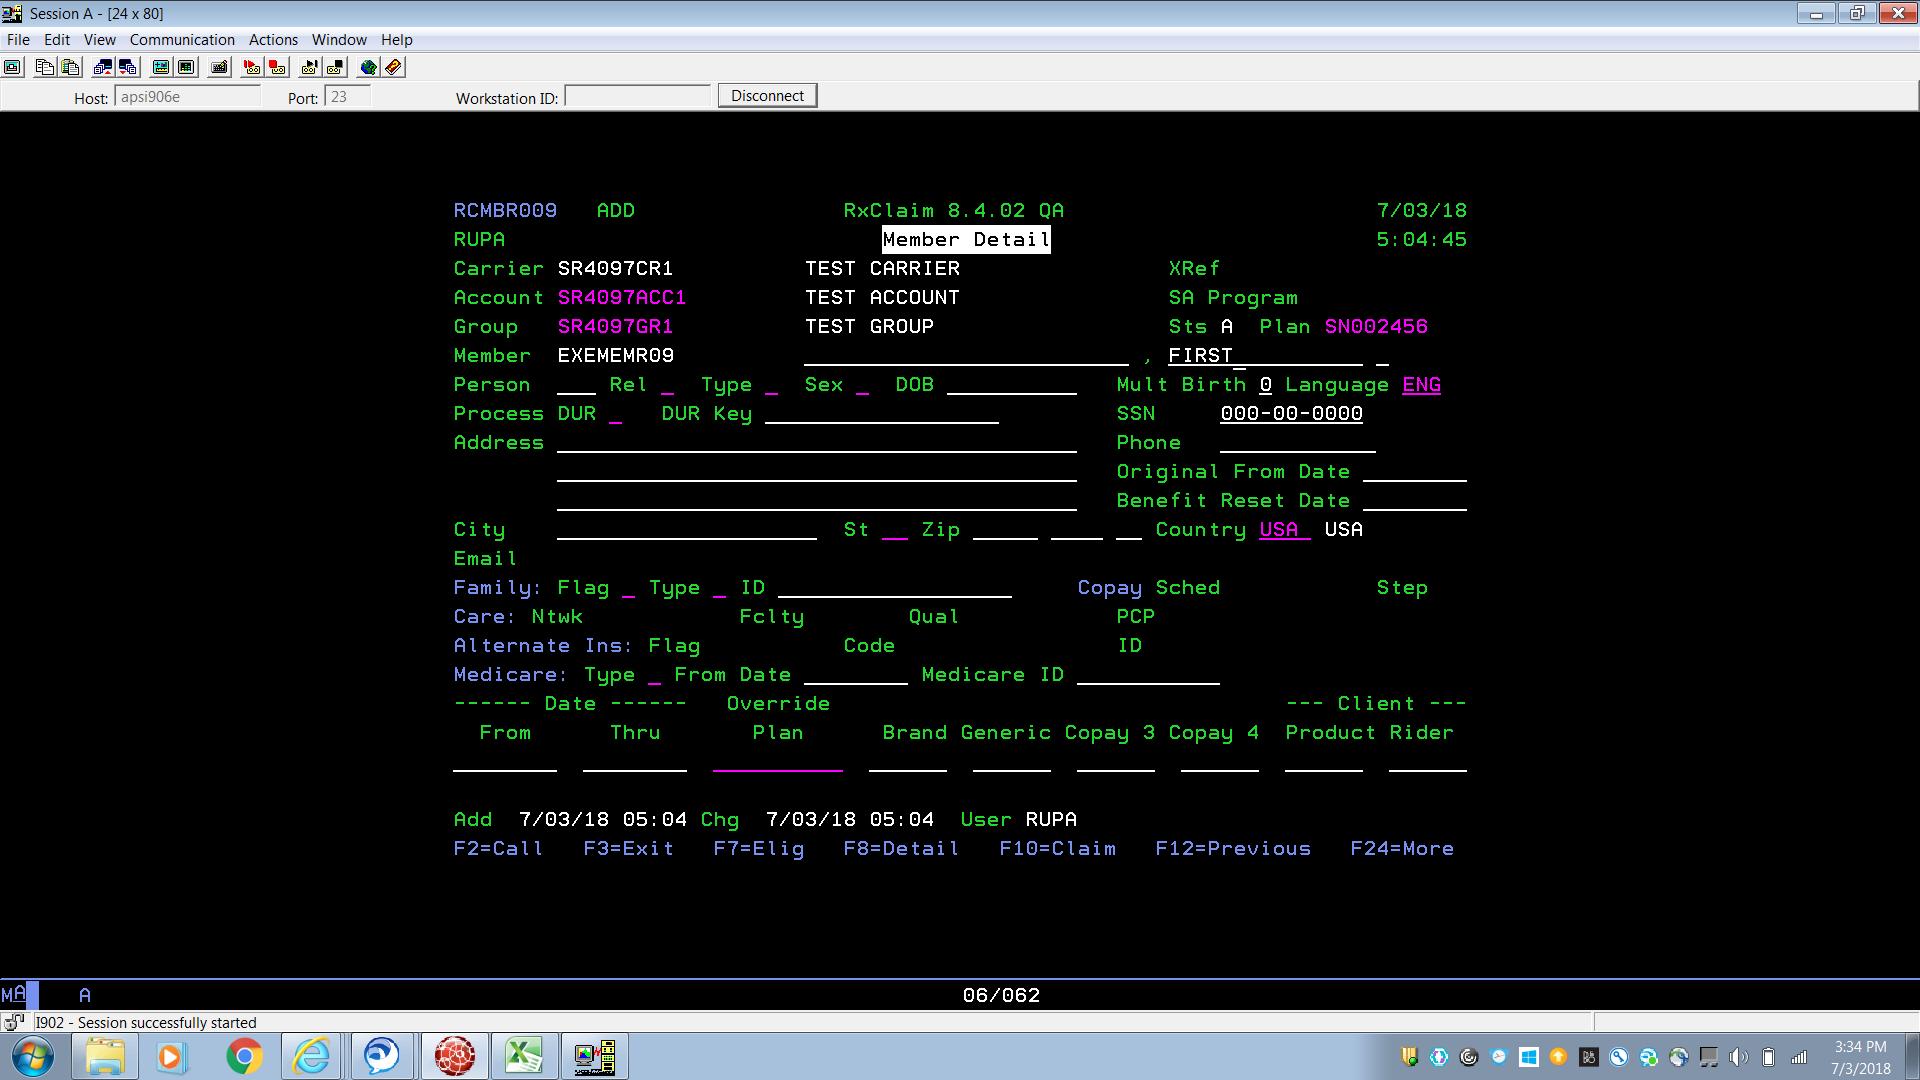 Session A - [24 x 80]
File Edit View Communication Actions Window Help
Host: apsi906e Port: 23 Workstation ID: Disconnect
RCMBR009 ADD RxClaim 8.4.02 QA 7/03/18
RUPA Member Detail 5:04:45
Carrier SR4097CR1 TEST CARRIER XRef
Account SR4097ACC1 TEST ACCOUNT SA Program
Group SR4097GR1 TEST GROUP Sts A Plan SN002456
Member EXEMEMR09 , FIRST
Person Rel Type Sex DOB Mult Birth 0 Language ENG
Process DUR DUR Key SSN 000-00-0000
Address Phone
Original From Date
Benefit Reset Date
City St Zip Country USA USA
Email
Family: Flag Type ID Copay Sched Step
Care: Ntwk Fclty Qual PCP
Alternate Ins: Flag Code ID
Medicare: Type From Date Medicare ID
------ Date ------ Override --- Client ---
From Thru Plan Brand Generic Copay 3 Copay 4 Product Rider
Add 7/03/18 05:04 Chg 7/03/18 05:04 User RUPA
F2=Call F3=Exit F7=Elig F8=Detail F10=Claim F12=Previous F24=More
MA A 06/062
I902 - Session successfully started
3:34 PM
7/3/2018